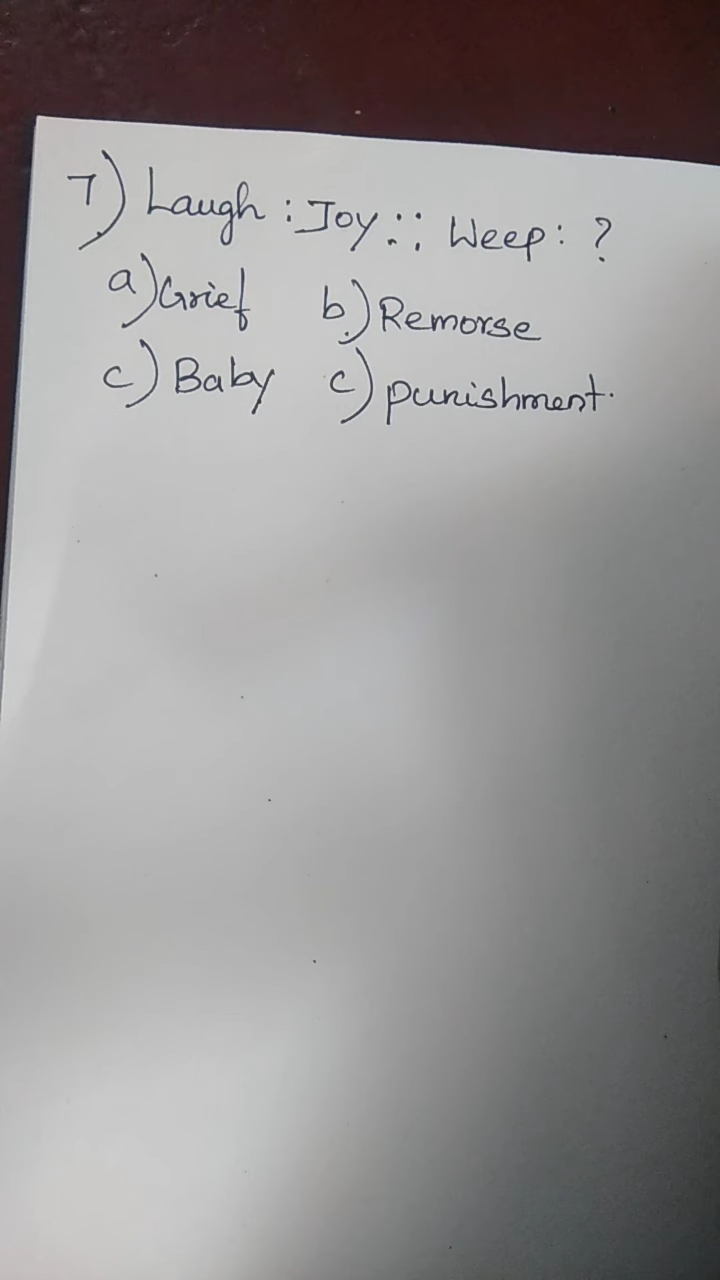 7) Laugh : Joy :: Weep : ?
a) Grief b) Remorse
c) Baby c) punishment.